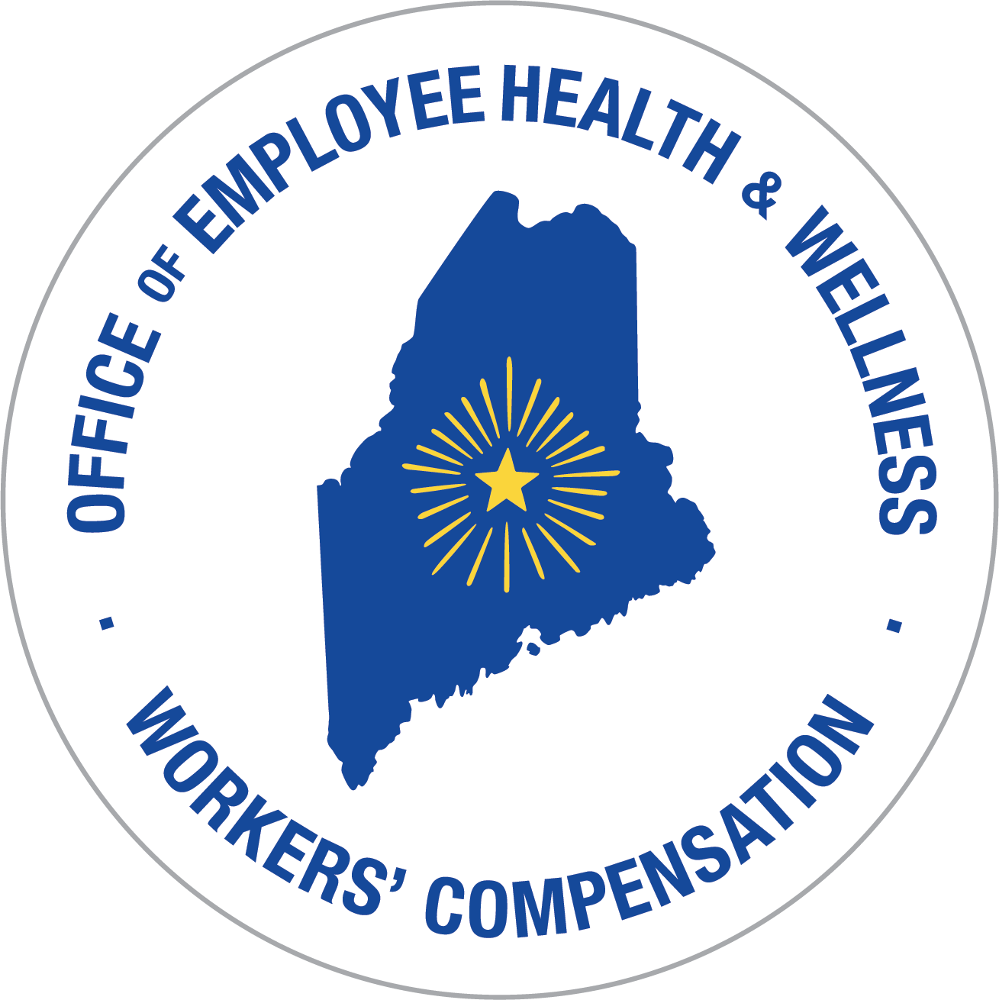 OFFICE OF EMPLOYEE HEALTH & WELLNESS
WORKERS’ COMPENSATION